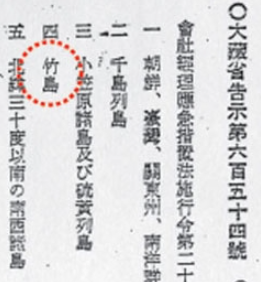 〇大藏省告示第六百五十四號
會社經理應急措置法施行令第二十
一 朝鮮、臺灣、關東州、南洋群
二 千島列島
三 小笠原諸島及び硫黃列島
四 竹島
五 北緯三十度以南の南西諸島